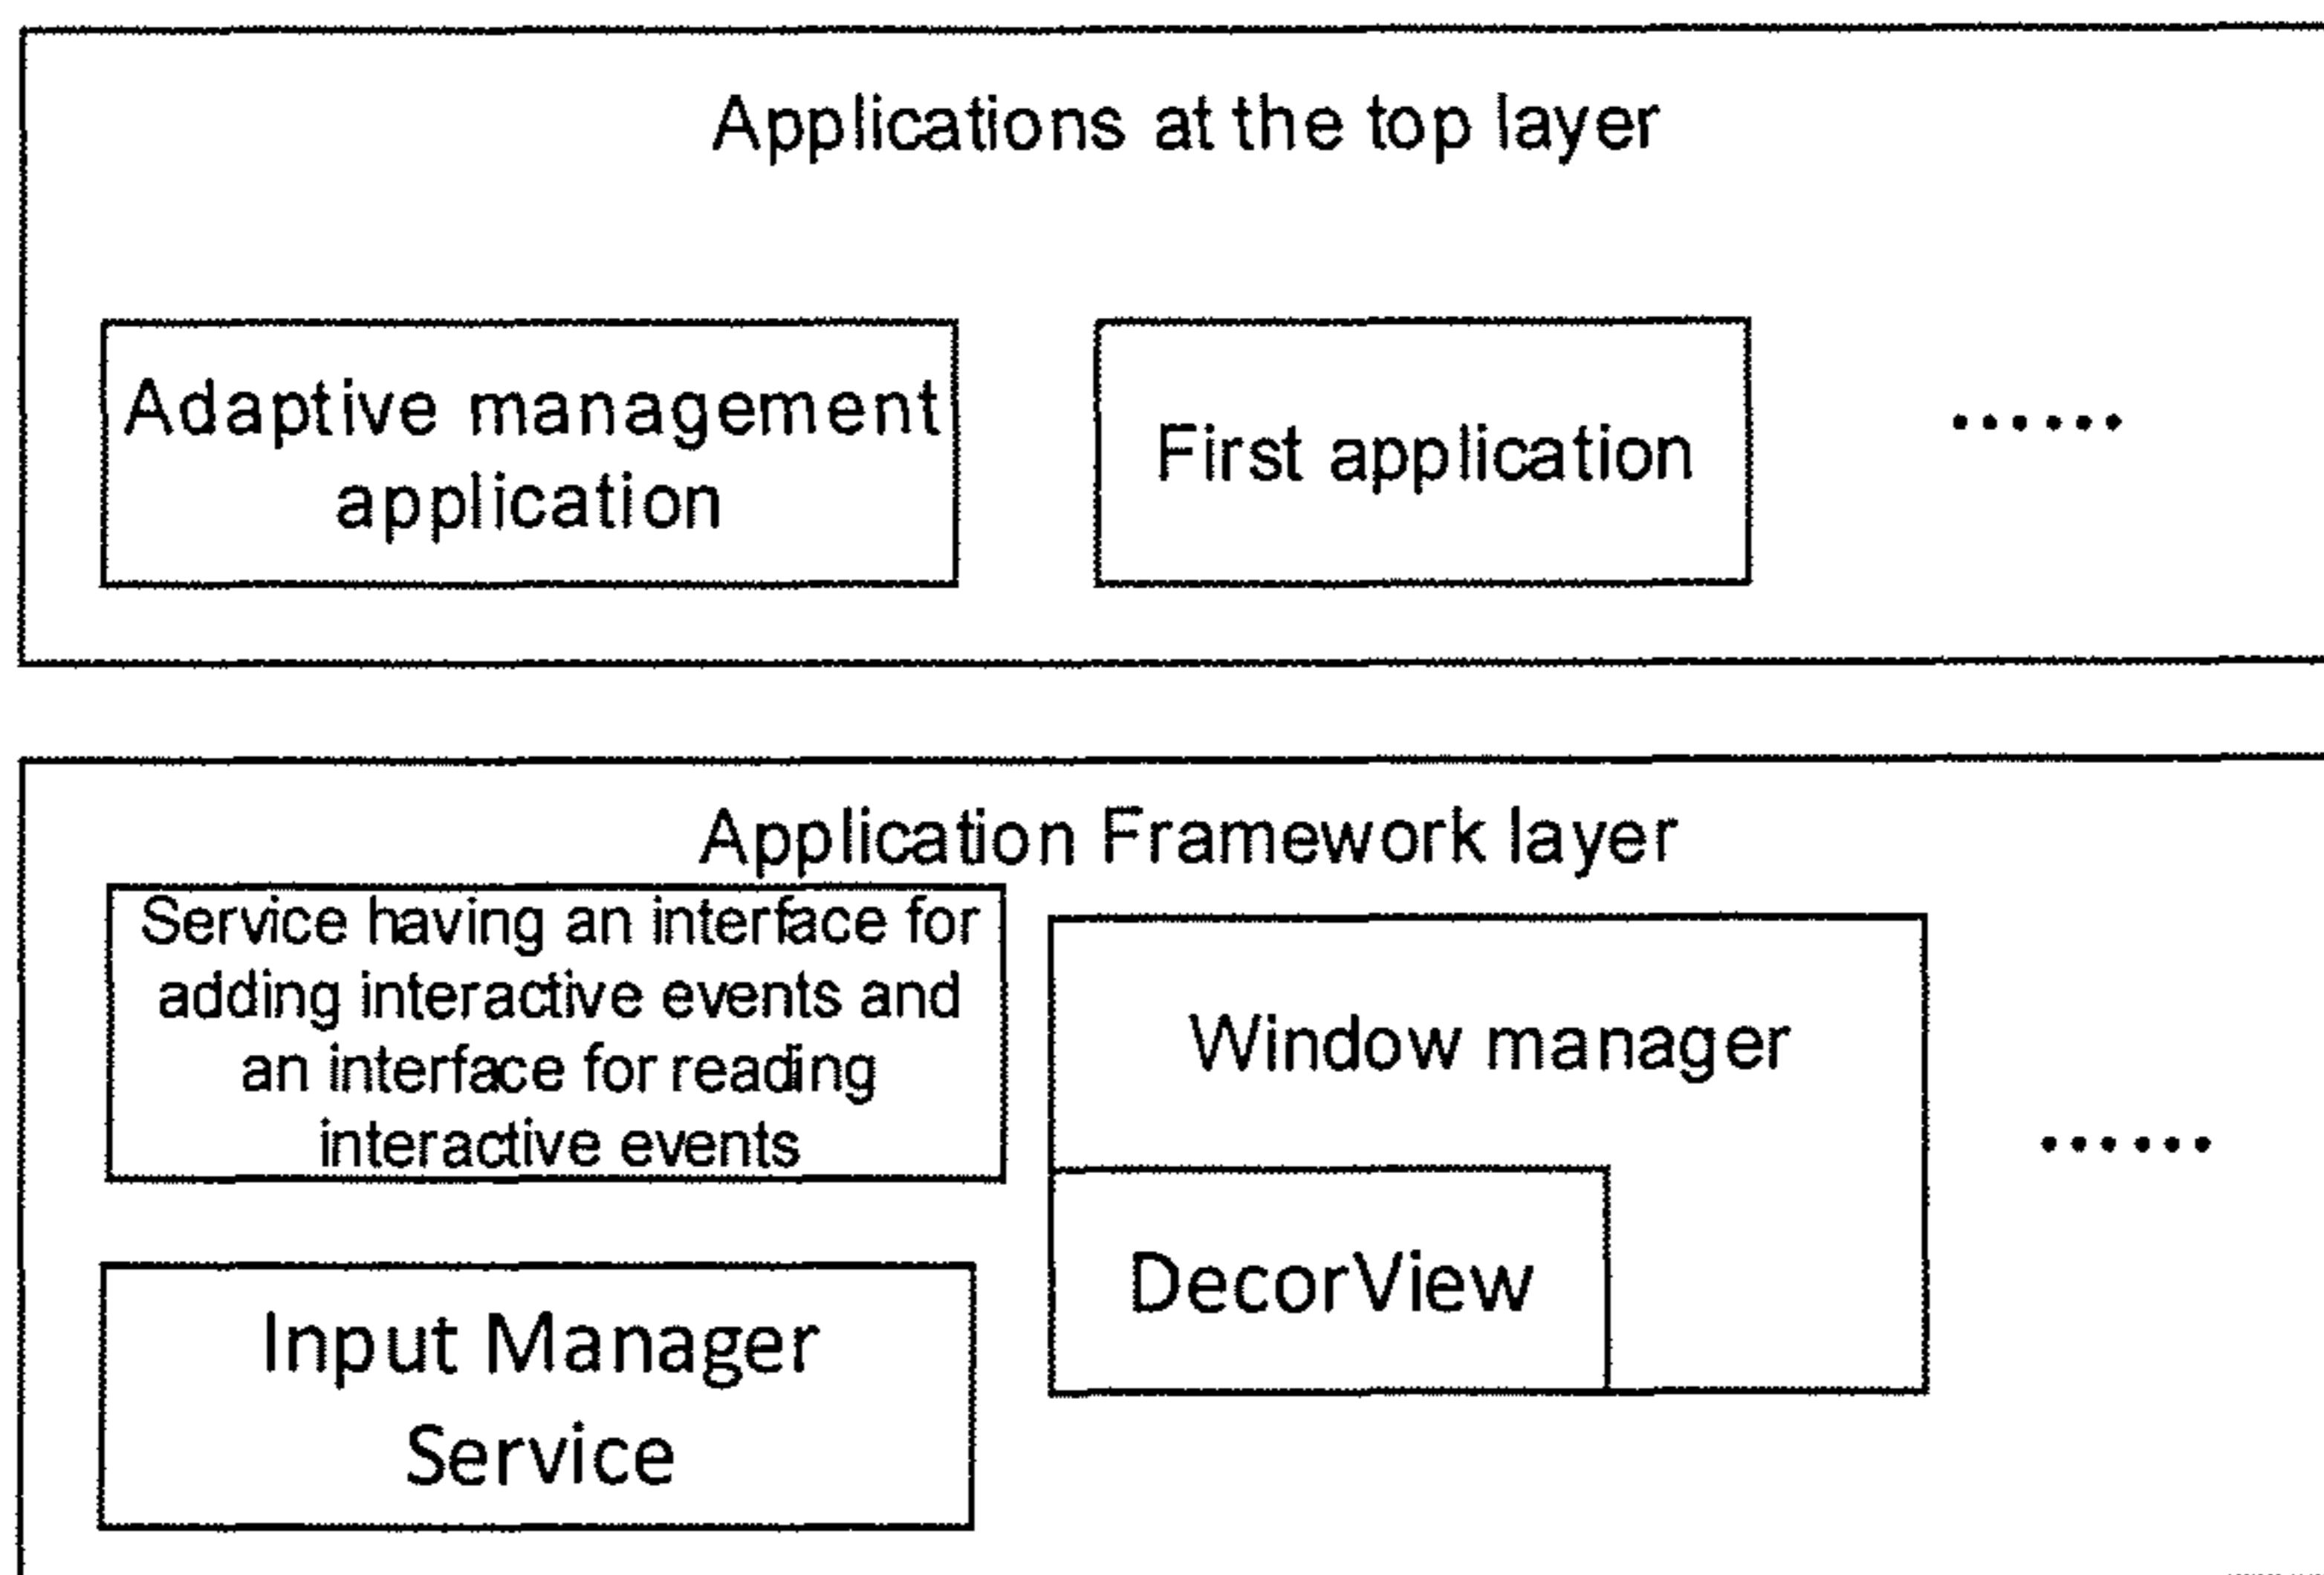 Applications at the top layer
Adaptive management
application
First application
......
Application Framework layer
Service having an interface for
adding interactive events and
an interface for reading
interactive events
Window manager
......
DecorView
Input Manager
Service